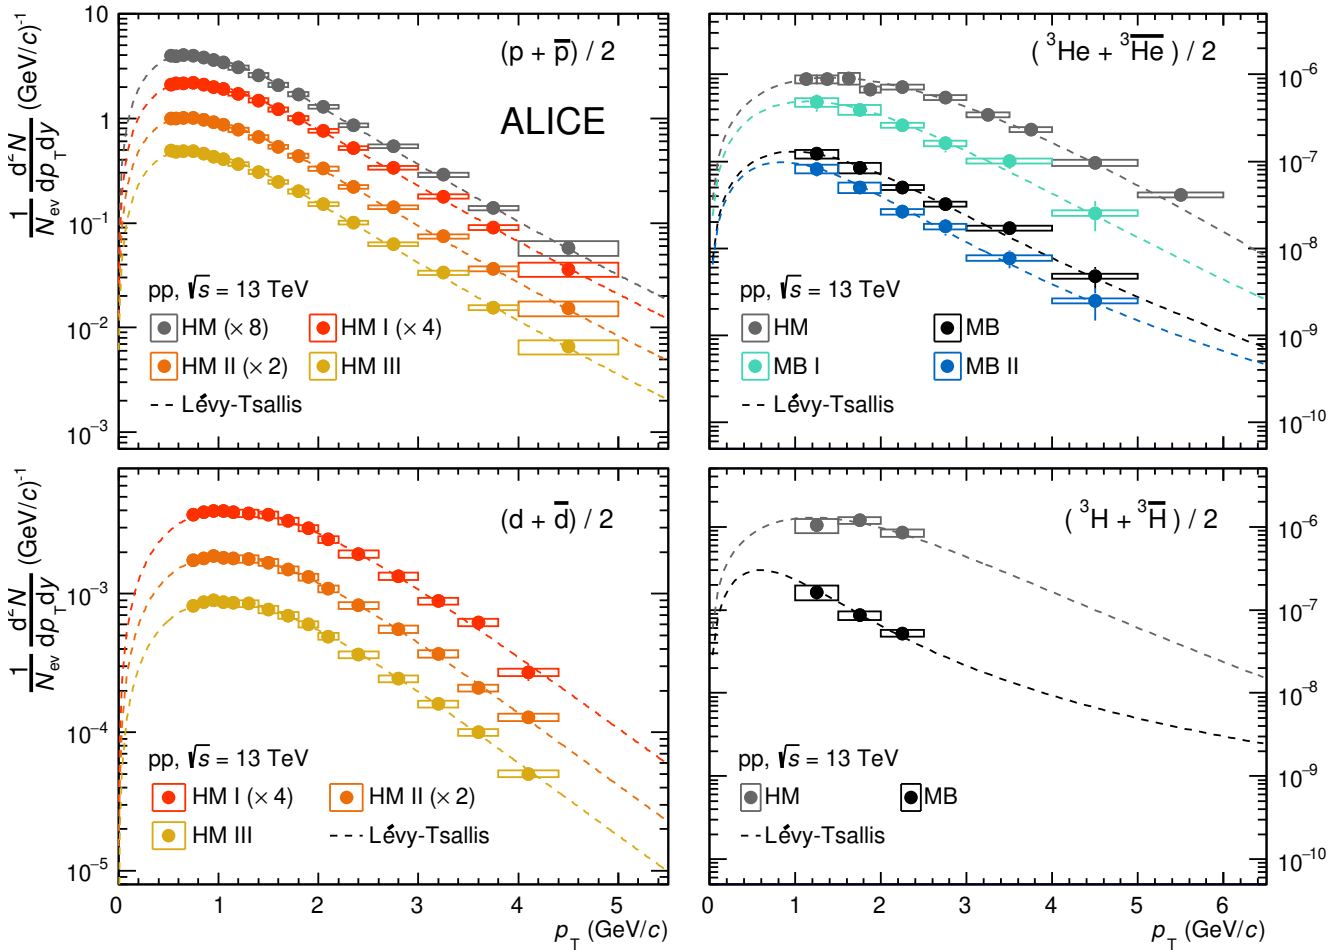 1/N_ev d²N/dp_T dy (GeV/c)⁻¹
10
1
10⁻¹
10⁻²
10⁻³
(p + p̅) / 2
ALICE
pp, √s = 13 TeV
HM (× 8) HM I (× 4)
HM II (× 2) HM III
Lévy-Tsallis
(³He + ³H̅e̅) / 2
10⁻⁶
10⁻⁷
10⁻⁸
10⁻⁹
10⁻¹⁰
pp, √s = 13 TeV
HM MB
MB I MB II
Lévy-Tsallis
1/N_ev d²N/dp_T dy (GeV/c)⁻¹
10⁻³
10⁻⁴
10⁻⁵
(d + d̅) / 2
pp, √s = 13 TeV
HM I (× 4) HM II (× 2)
HM III Lévy-Tsallis
0 1 2 3 4 5
p_T (GeV/c)
(³H + ³H̅) / 2
10⁻⁶
10⁻⁷
10⁻⁸
10⁻⁹
10⁻¹⁰
pp, √s = 13 TeV
HM MB
Lévy-Tsallis
0 1 2 3 4 5 6
p_T (GeV/c)